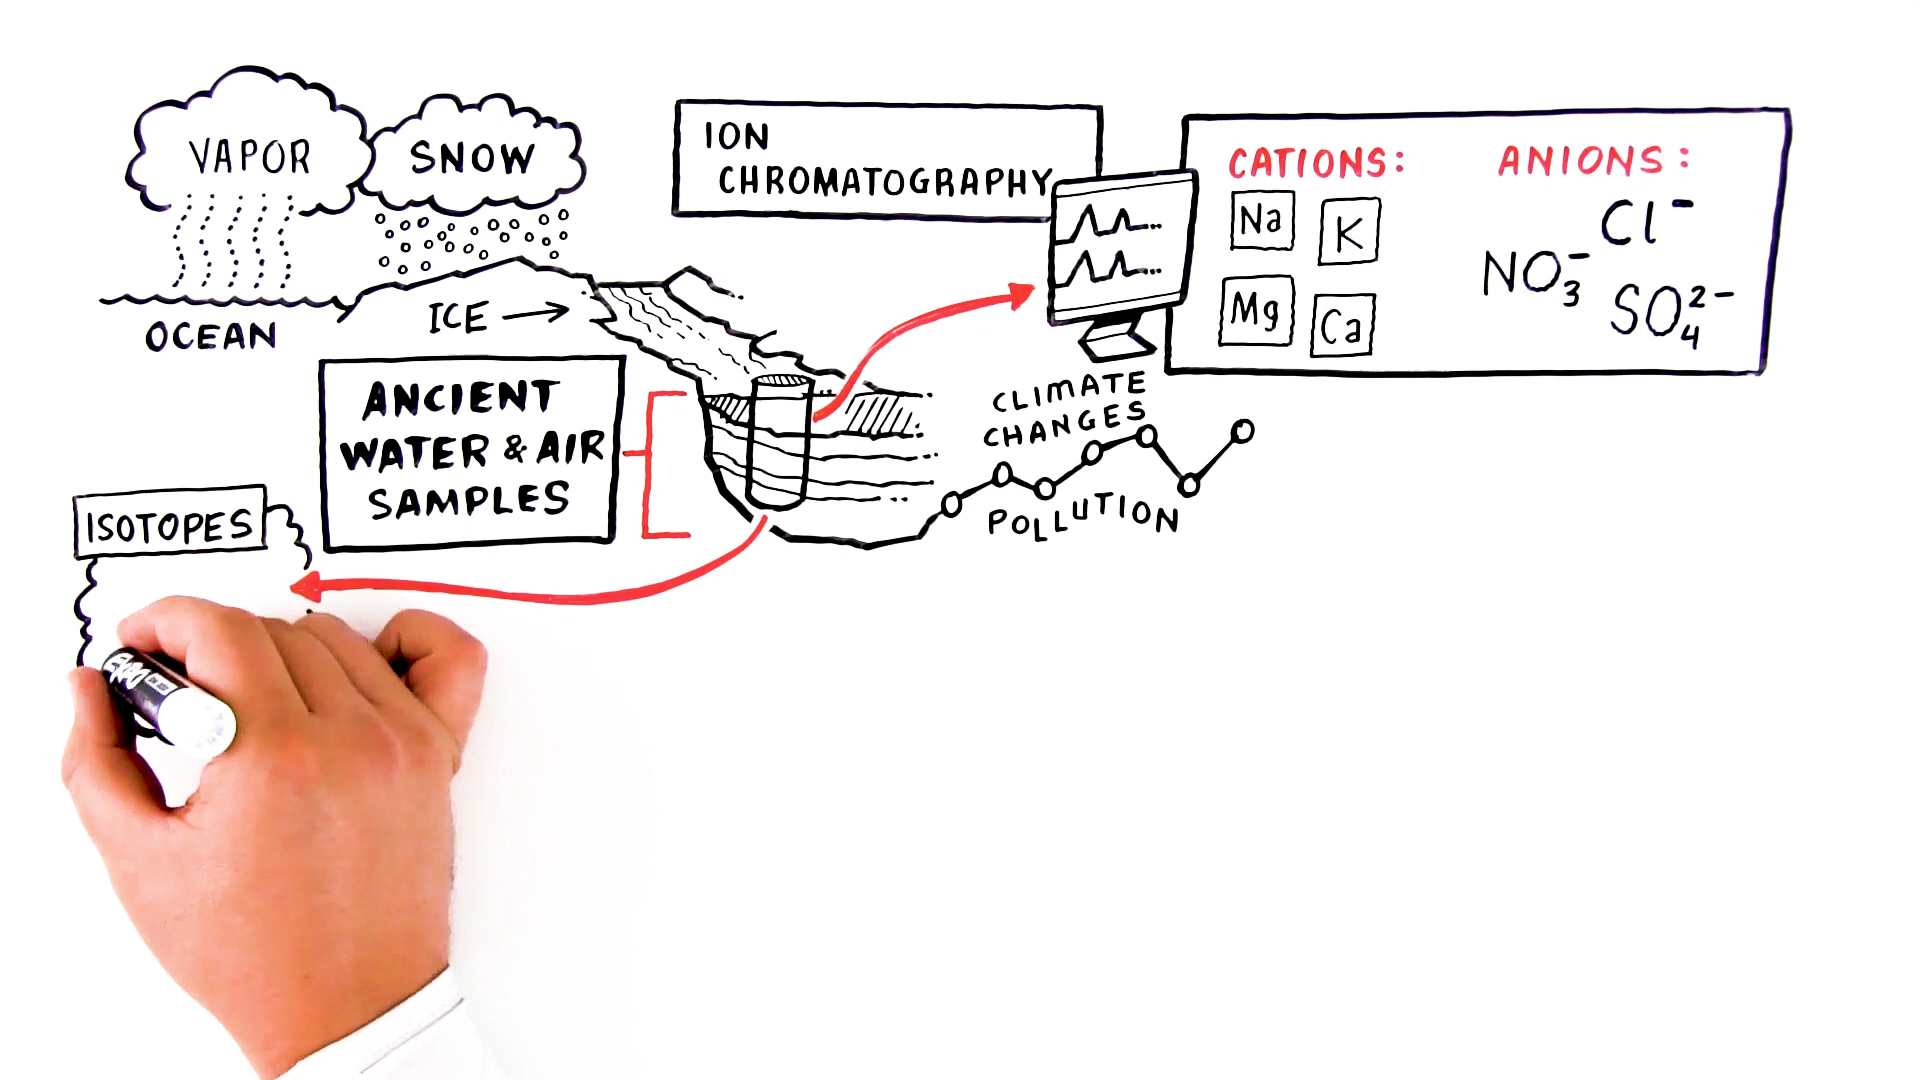 VAPOR
SNOW
OCEAN
ICE
ION
CHROMATOGRAPHY
CATIONS:
Na
K
Mg
Ca
ANIONS:
Cl⁻
NO₃⁻
SO₄²⁻
ANCIENT
WATER & AIR
SAMPLES
CLIMATE
CHANGES
POLLUTION
ISOTOPES
EXPO